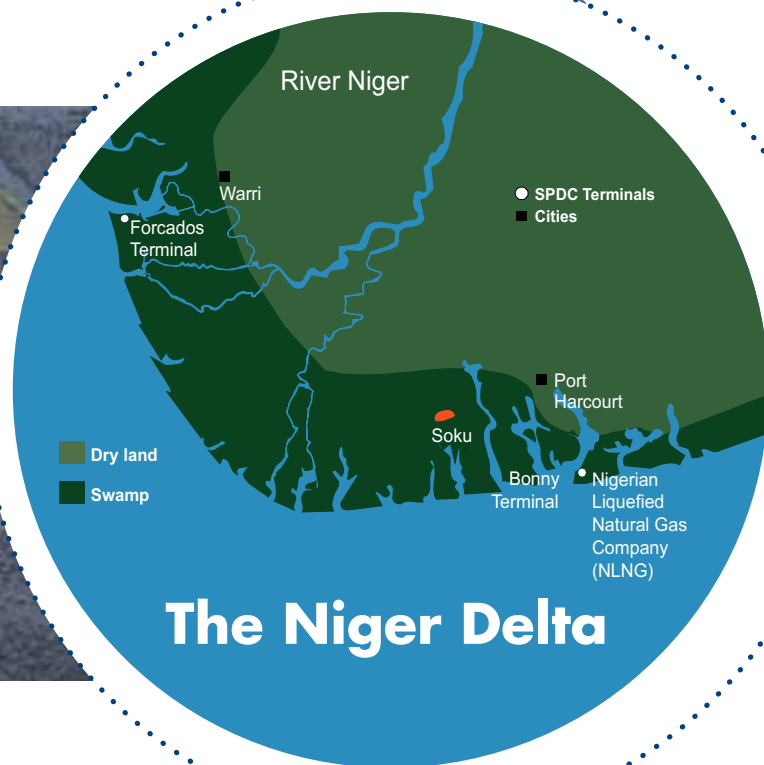 River Niger
Warri
SPDC Terminals
Cities
Forcados
Terminal
Port
Harcourt
Soku
Dry land
Swamp
Bonny
Terminal
Nigerian
Liquefied
Natural Gas
Company
(NLNG)
The Niger Delta